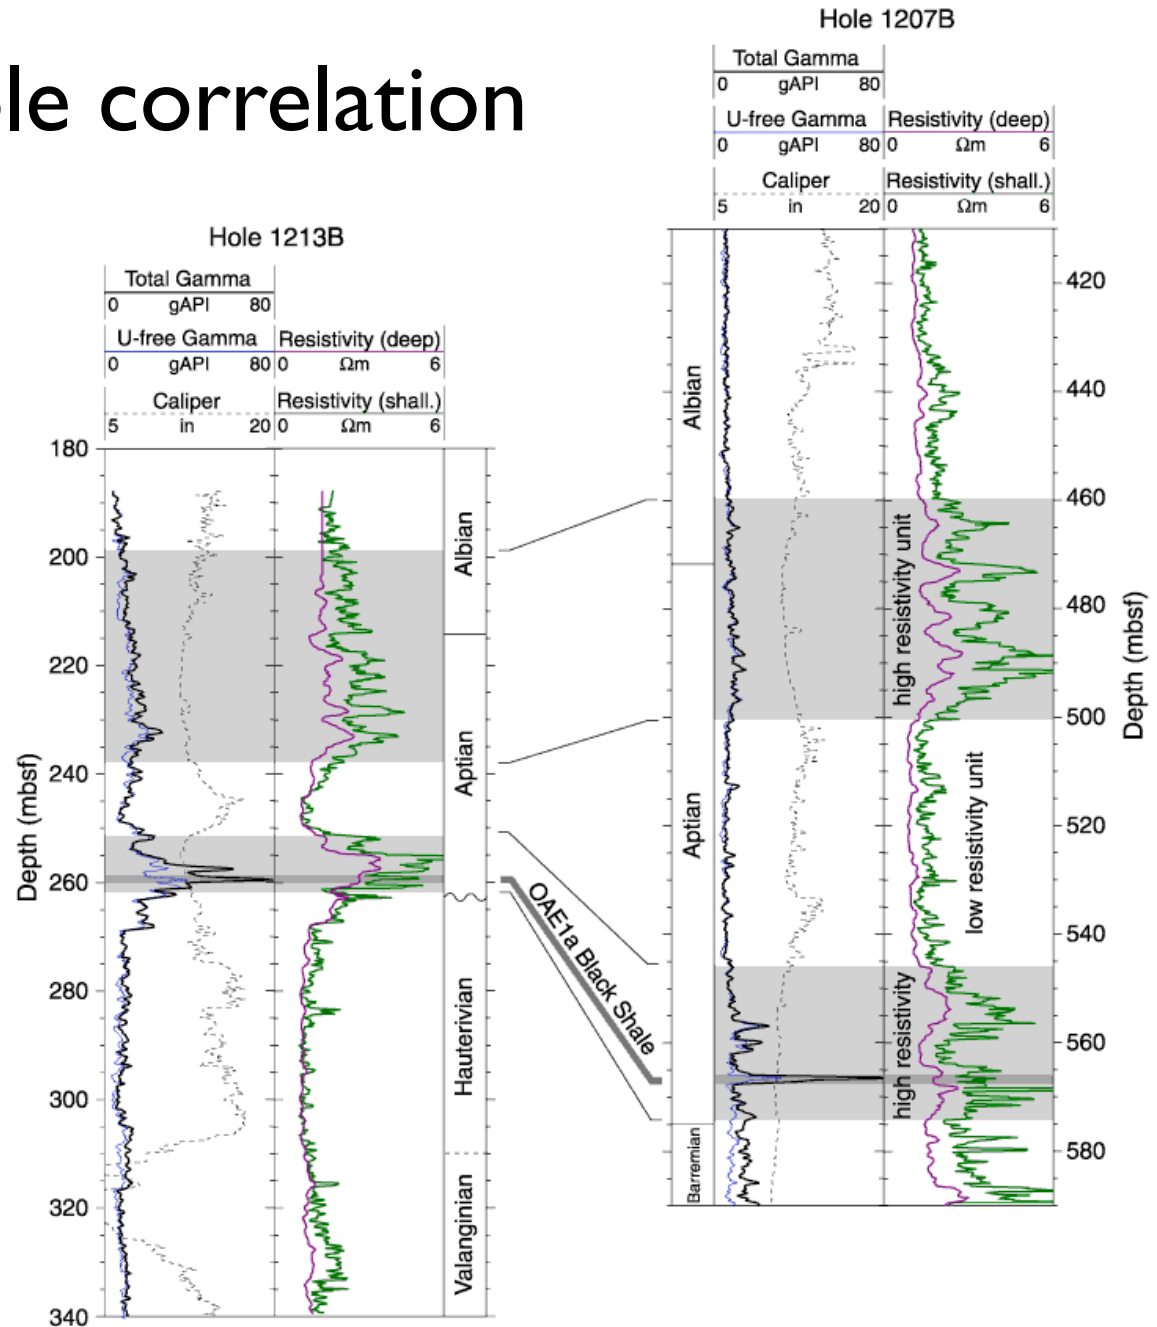 le correlation
Hole 1213B
Total Gamma
0 gAPI 80
U-free Gamma Resistivity (deep)
0 gAPI 80 0 Ωm 6
Caliper Resistivity (shall.)
5 in 20 0 Ωm 6
180
200
220
240
260
280
300
320
340
Depth (mbsf)
Albian
Aptian
Hauterivian
Valanginian
OAE1a Black Shale
Hole 1207B
Total Gamma
0 gAPI 80
U-free Gamma Resistivity (deep)
0 gAPI 80 0 Ωm 6
Caliper Resistivity (shall.)
5 in 20 0 Ωm 6
Albian
Aptian
Barremian
high resistivity unit
low resistivity unit
high resistivity
420
440
460
480
500
520
540
560
580
Depth (mbsf)